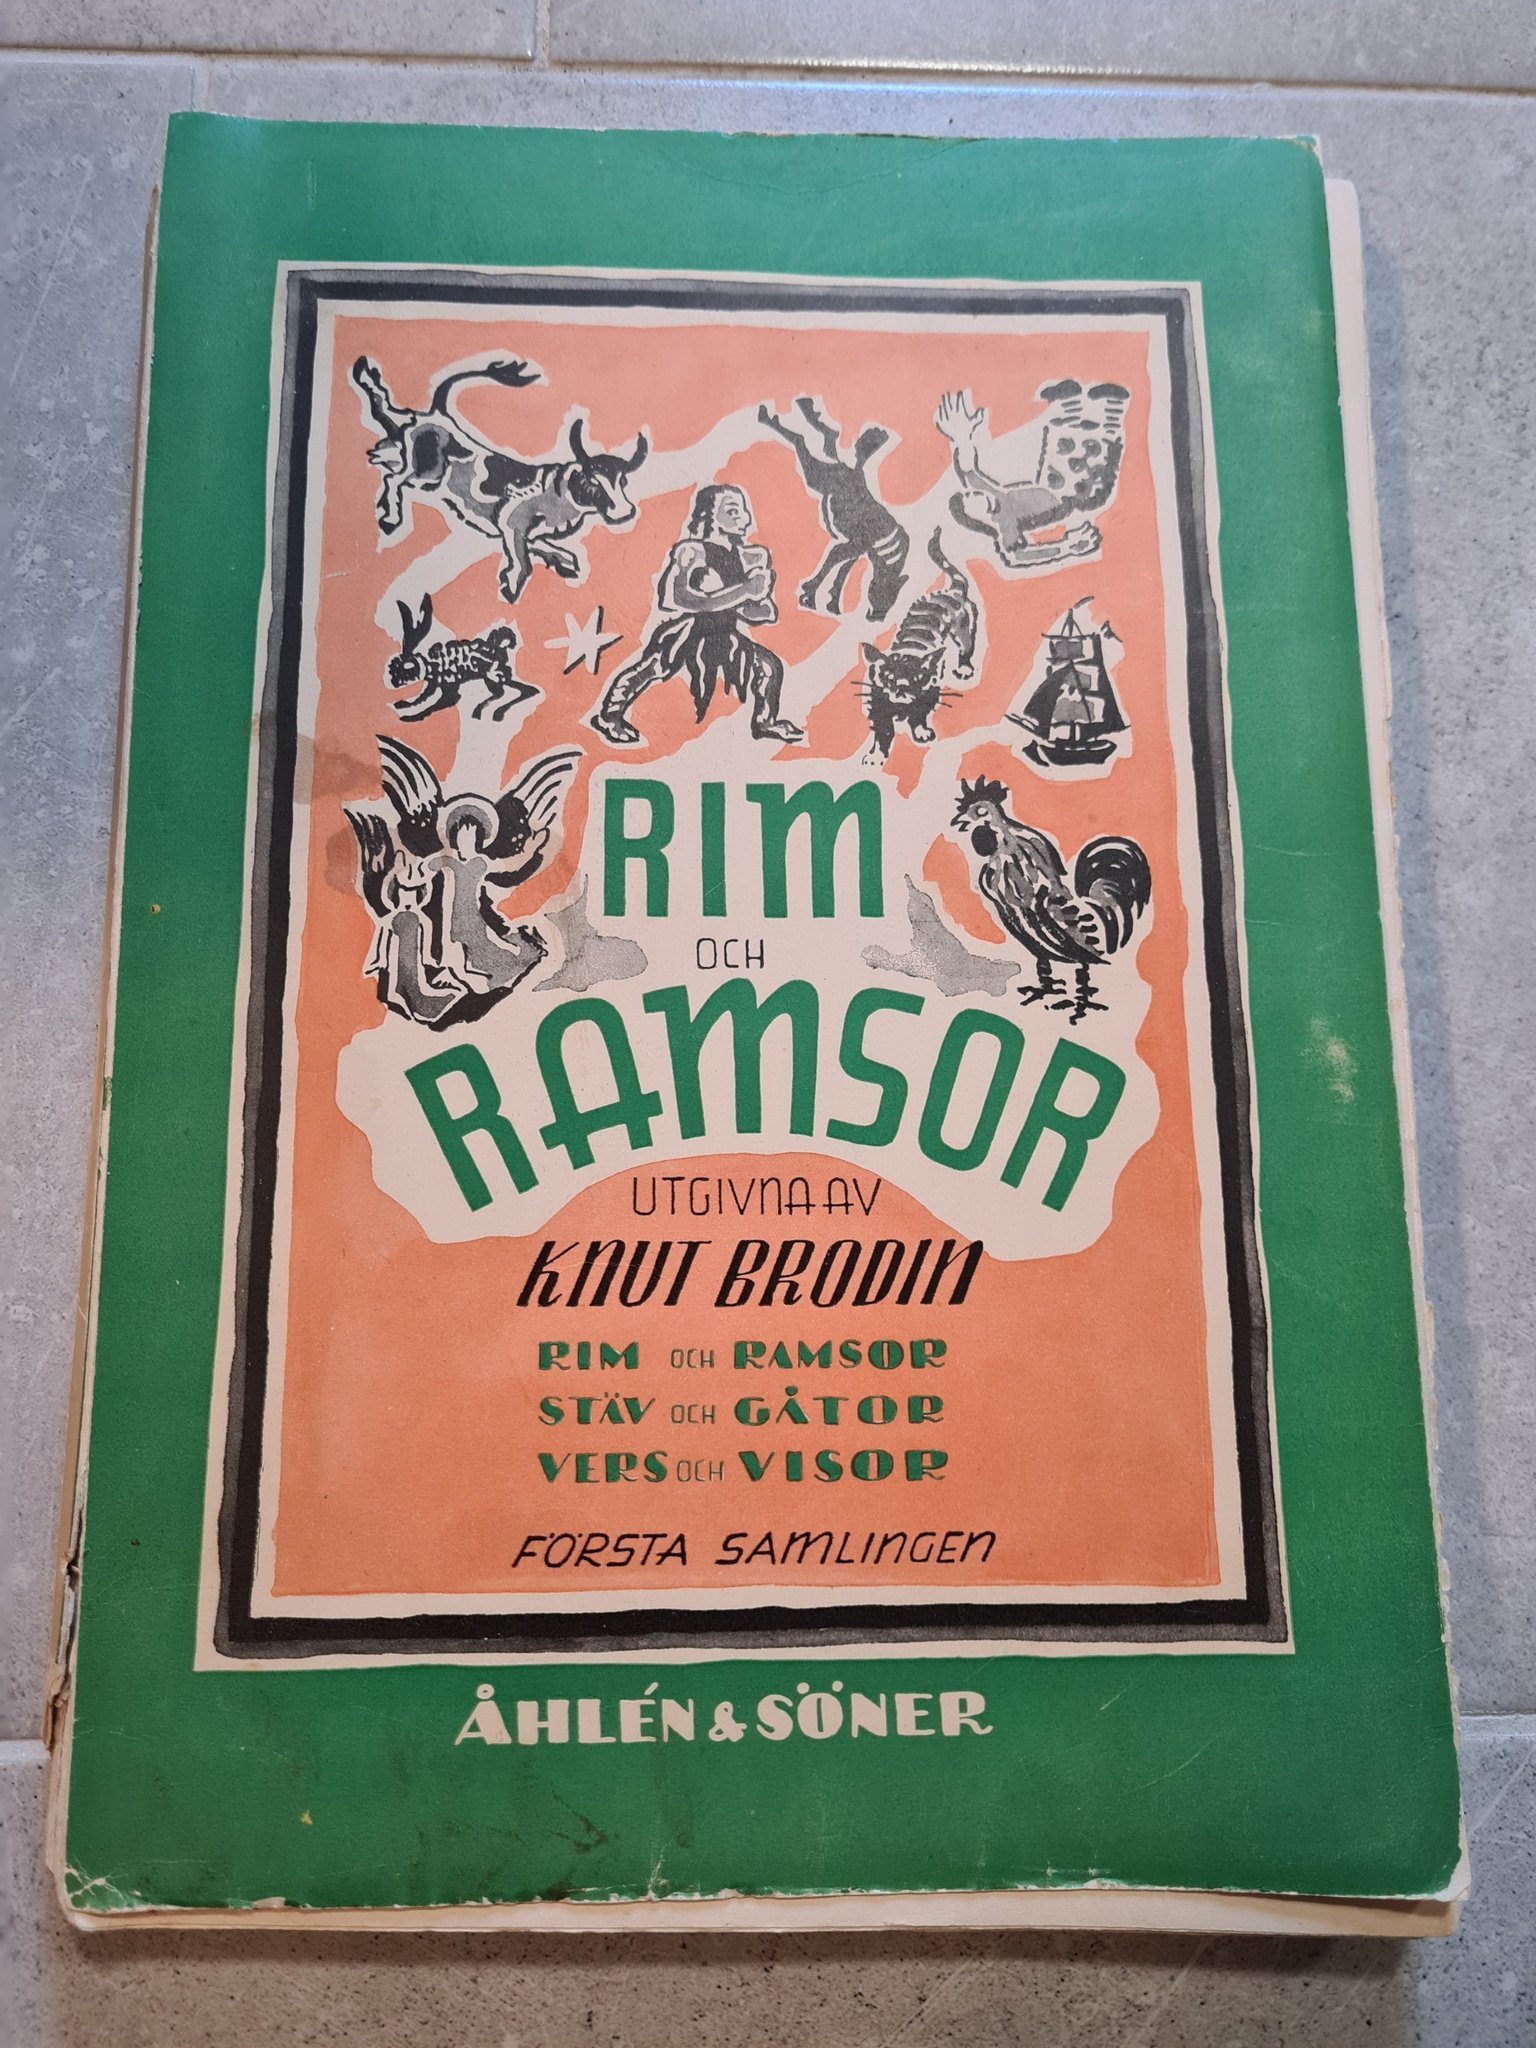 RIM
OCH
RAMSOR
UTGIVNA AV
KNUT BRODIN
RIM OCH RAMSOR
STÄV OCH GÅTOR
VERS OCH VISOR
FÖRSTA SAMLINGEN
ÅHLÉN & SÖNER